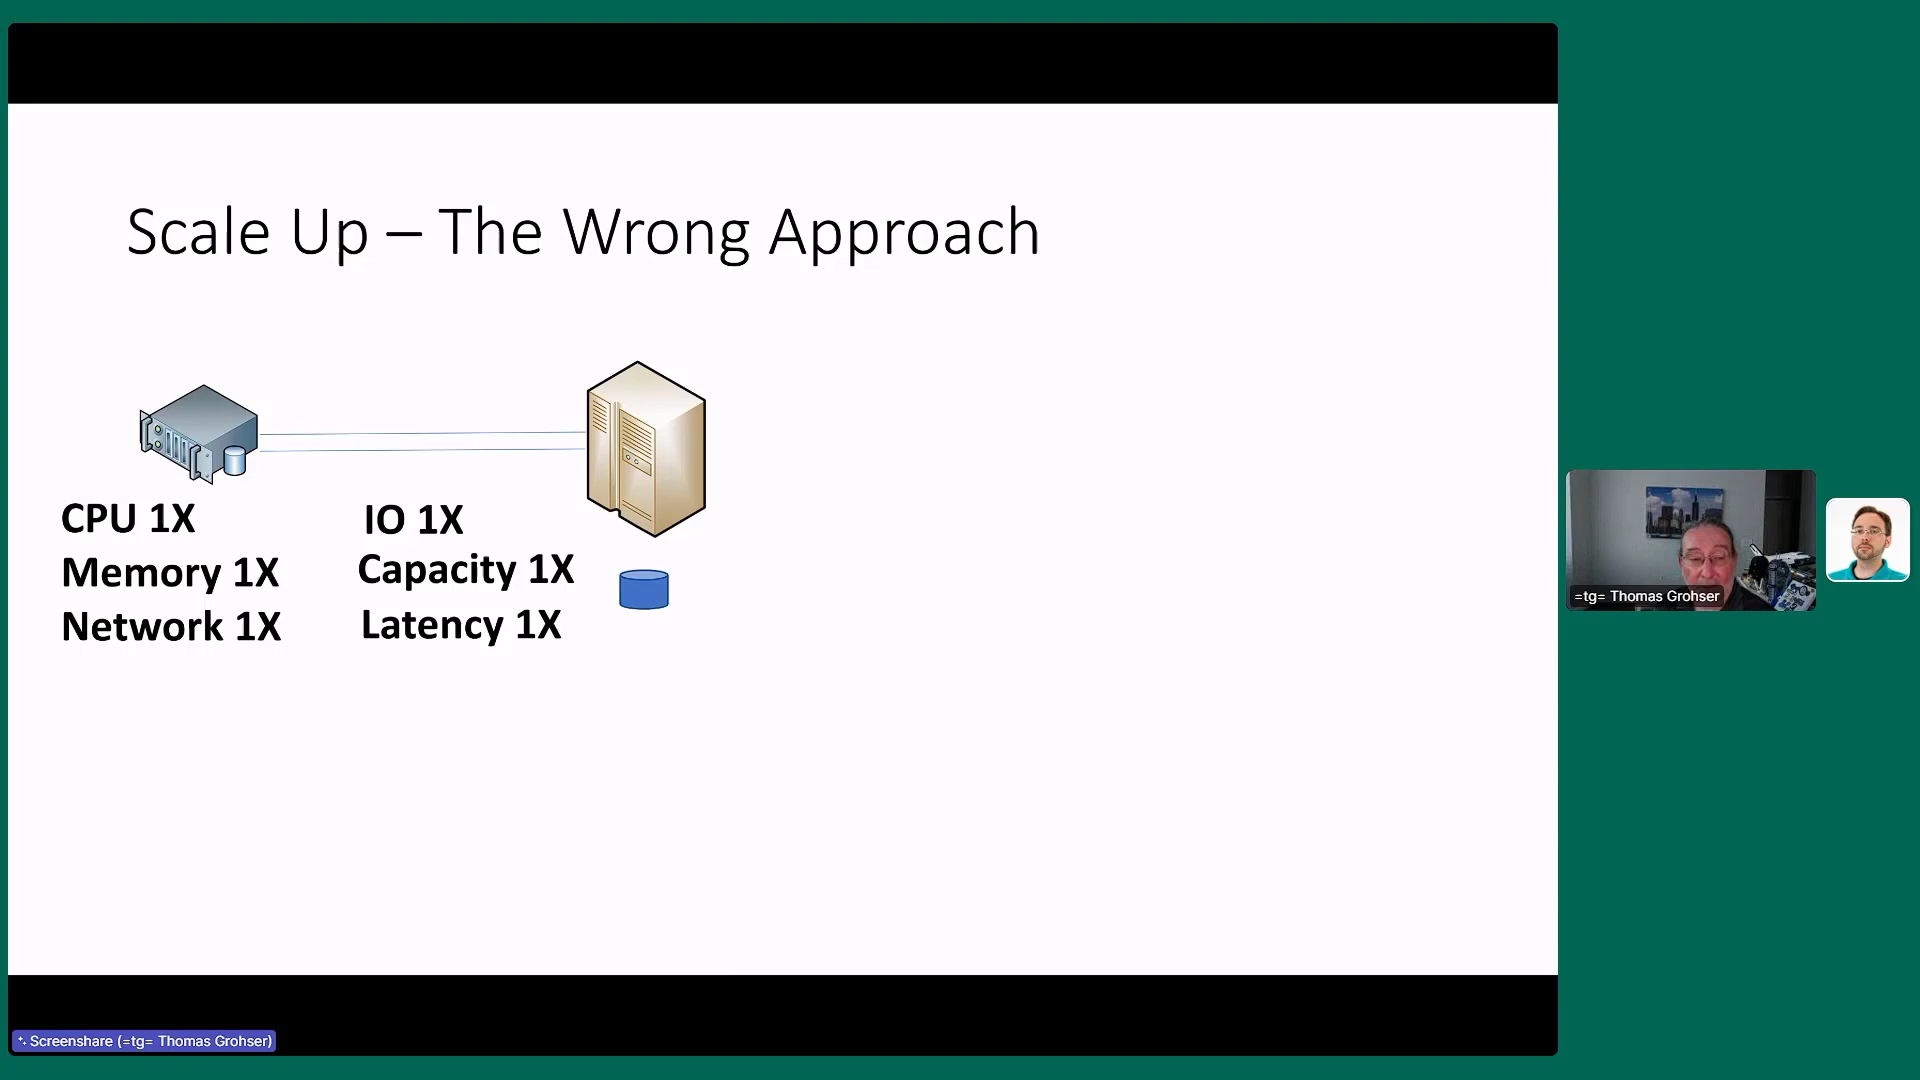 Scale Up – The Wrong Approach
CPU 1X
Memory 1X
Network 1X
IO 1X
Capacity 1X
Latency 1X
=tg= Thomas Grohser
Screenshare (=tg= Thomas Grohser)